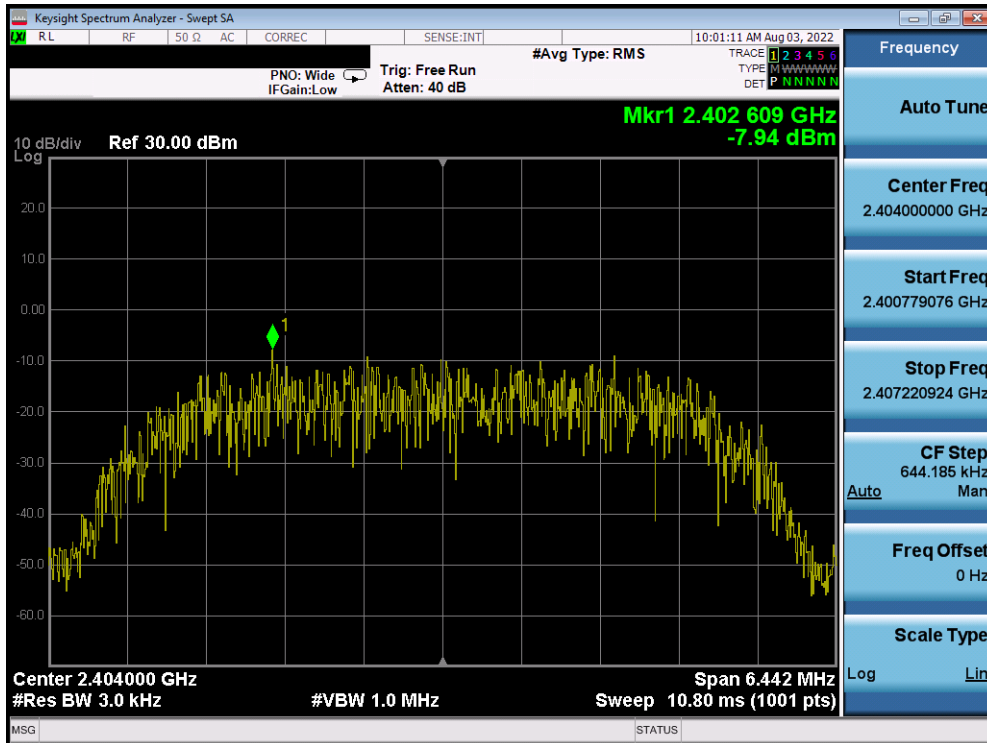 Keysight Spectrum Analyzer - Swept SA
LXI RL RF 50 Ω AC CORREC SENSE:INT 10:01:11 AM Aug 03, 2022
PNO: Wide
IFGain:Low
Trig: Free Run
Atten: 40 dB
#Avg Type: RMS
TRACE 1 2 3 4 5 6
TYPE M WWWWW
DET P N N N N N
Mkr1 2.402 609 GHz
-7.94 dBm
10 dB/div Ref 30.00 dBm
Log
20.0
10.0
0.00
-10.0
-20.0
-30.0
-40.0
-50.0
-60.0
1
Center 2.404000 GHz Span 6.442 MHz
#Res BW 3.0 kHz #VBW 1.0 MHz Sweep 10.80 ms (1001 pts)
MSG STATUS
Frequency
Auto Tune
Center Freq
2.404000000 GHz
Start Freq
2.400779076 GHz
Stop Freq
2.407220924 GHz
CF Step
644.185 kHz
Auto Man
Freq Offset
0 Hz
Scale Type
Log Lin